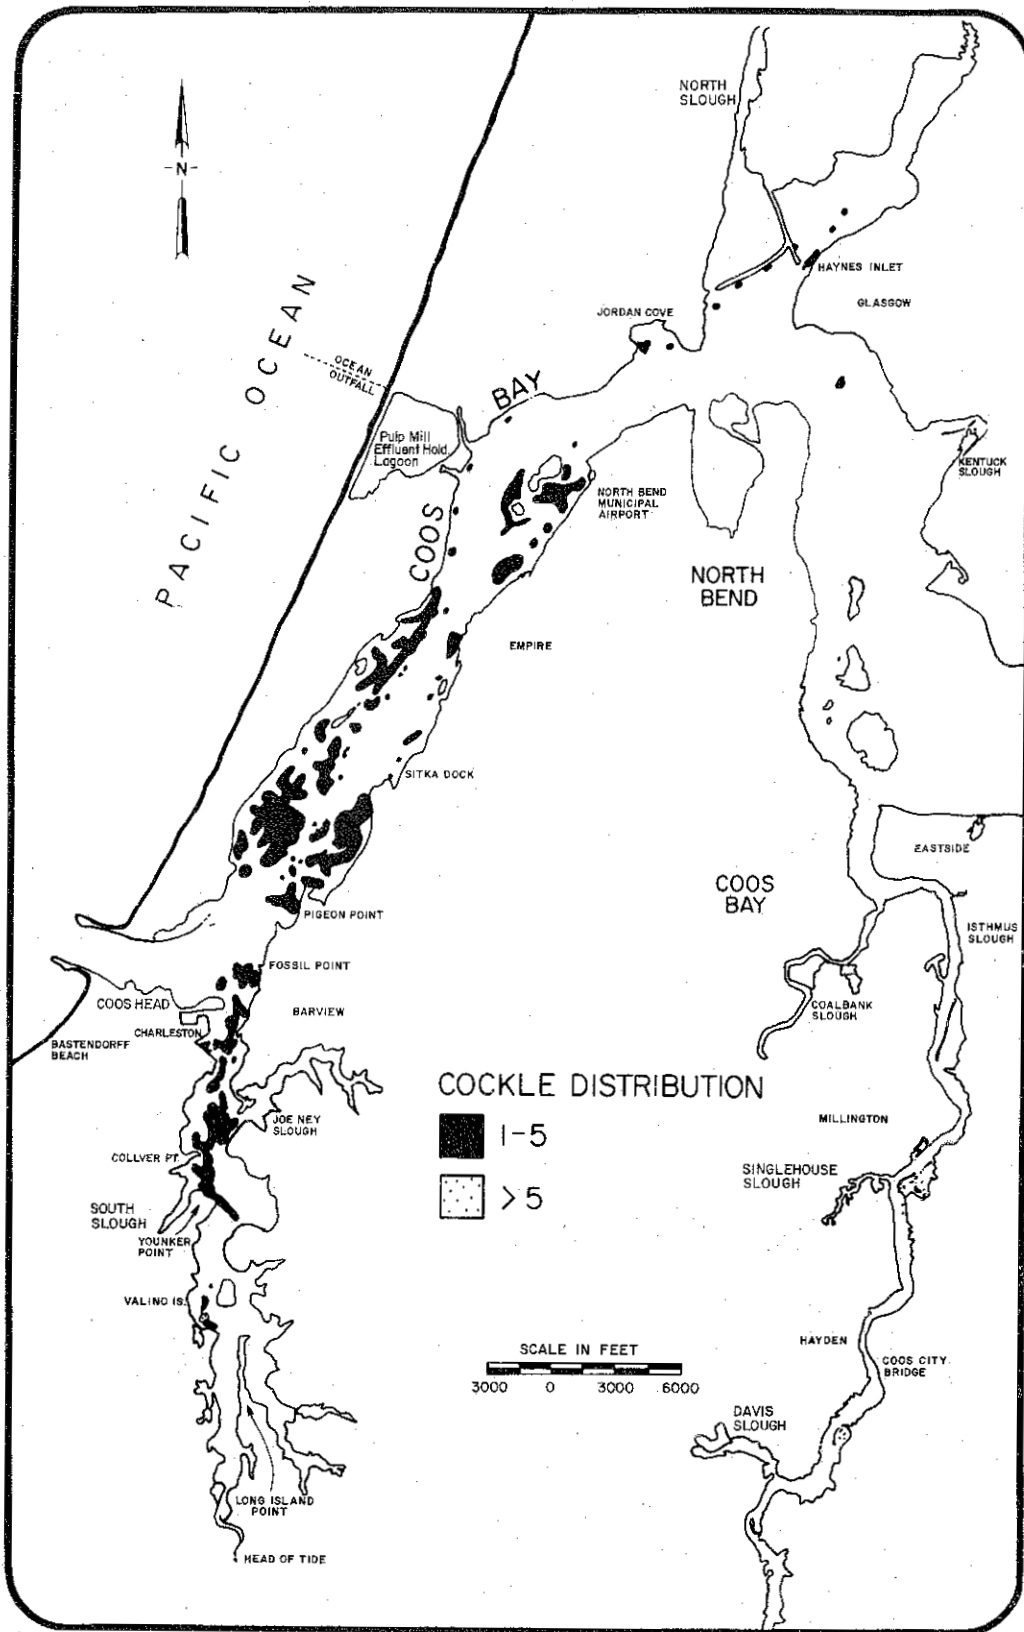 NORTH
SLOUGH
N
PACIFIC OCEAN
HAYNES INLET
GLASGOW
JORDAN COVE
OCEAN
OUTFALL
COOS BAY
Pulp Mill
Effluent Hold.
Lagoon
KENTUCK
SLOUGH
NORTH BEND
MUNICIPAL
AIRPORT
NORTH
BEND
EMPIRE
SITKA DOCK
EASTSIDE
COOS
BAY
PIGEON POINT
ISTHMUS
SLOUGH
FOSSIL POINT
COOS HEAD
BARVIEW
COALBANK
SLOUGH
CHARLESTON
BASTENDORFF
BEACH
COCKLE DISTRIBUTION
1-5
>5
JOE NEY
SLOUGH
MILLINGTON
COLLVER PT.
SINGLEHOUSE
SLOUGH
SOUTH
SLOUGH
YOUNKER
POINT
VALINO IS.
HAYDEN
COOS CITY
BRIDGE
SCALE IN FEET
3000 0 3000 6000
DAVIS
SLOUGH
LONG ISLAND
POINT
HEAD OF TIDE